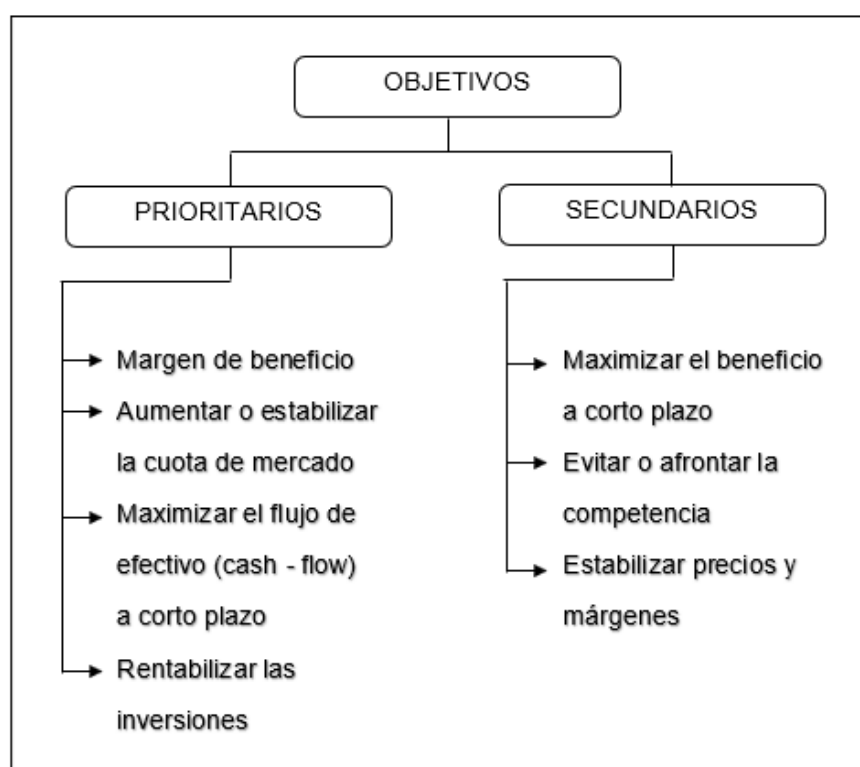 OBJETIVOS
PRIORITARIOS
Margen de beneficio
Aumentar o estabilizar
la cuota de mercado
Maximizar el flujo de
efectivo (cash - flow)
a corto plazo
Rentabilizar las
inversiones
SECUNDARIOS
Maximizar el beneficio
a corto plazo
Evitar o afrontar la
competencia
Estabilizar precios y
márgenes